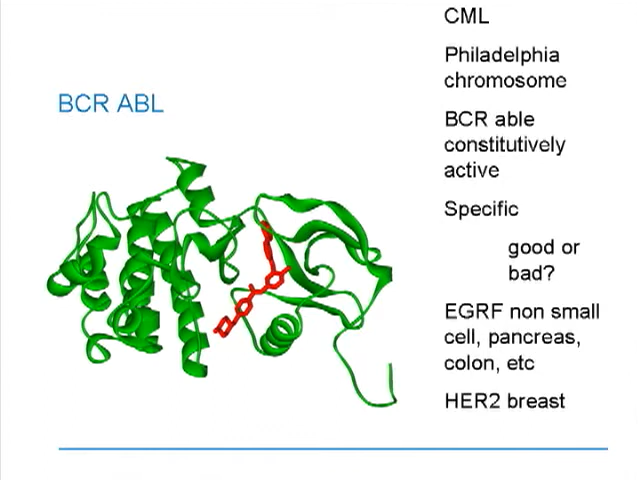 CML
Philadelphia
chromosome
BCR ABL
BCR able
constitutively
active
Specific
good or
bad?
EGRF non small
cell, pancreas,
colon, etc
HER2 breast